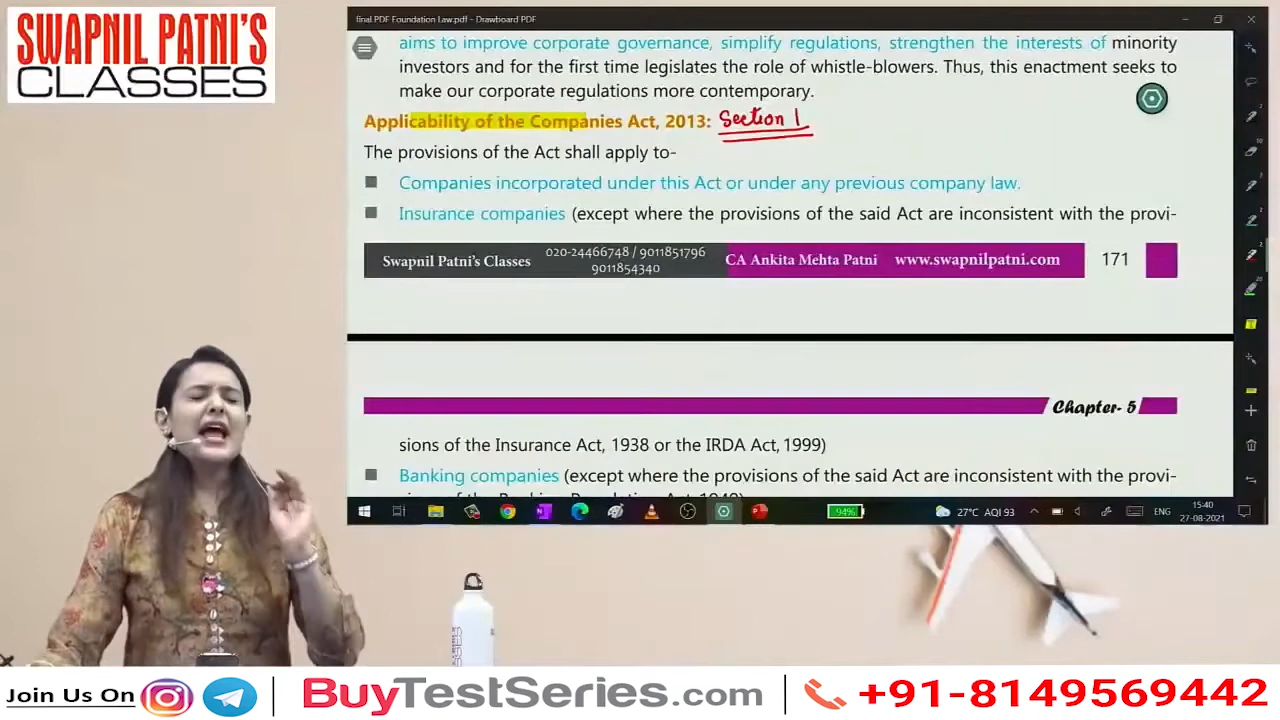 SWAPNIL PATNI'S
CLASSES
final PDF Foundation Law.pdf - Drawboard PDF
aims to improve corporate governance, simplify regulations, strengthen the interests of minority
investors and for the first time legislates the role of whistle-blowers. Thus, this enactment seeks to
make our corporate regulations more contemporary.
Applicability of the Companies Act, 2013: Section 1
The provisions of the Act shall apply to-
Companies incorporated under this Act or under any previous company law.
Insurance companies (except where the provisions of the said Act are inconsistent with the provi-
Swapnil Patni's Classes
020-24466748 / 9011851796
9011854340
CA Ankita Mehta Patni
www.swapnilpatni.com
171
Chapter- 5
sions of the Insurance Act, 1938 or the IRDA Act, 1999)
Banking companies (except where the provisions of the said Act are inconsistent with the provi-
94%
27°C AQI 93
ENG
15:40
27-08-2021
Join Us On
BuyTestSeries.com
+91-8149569442